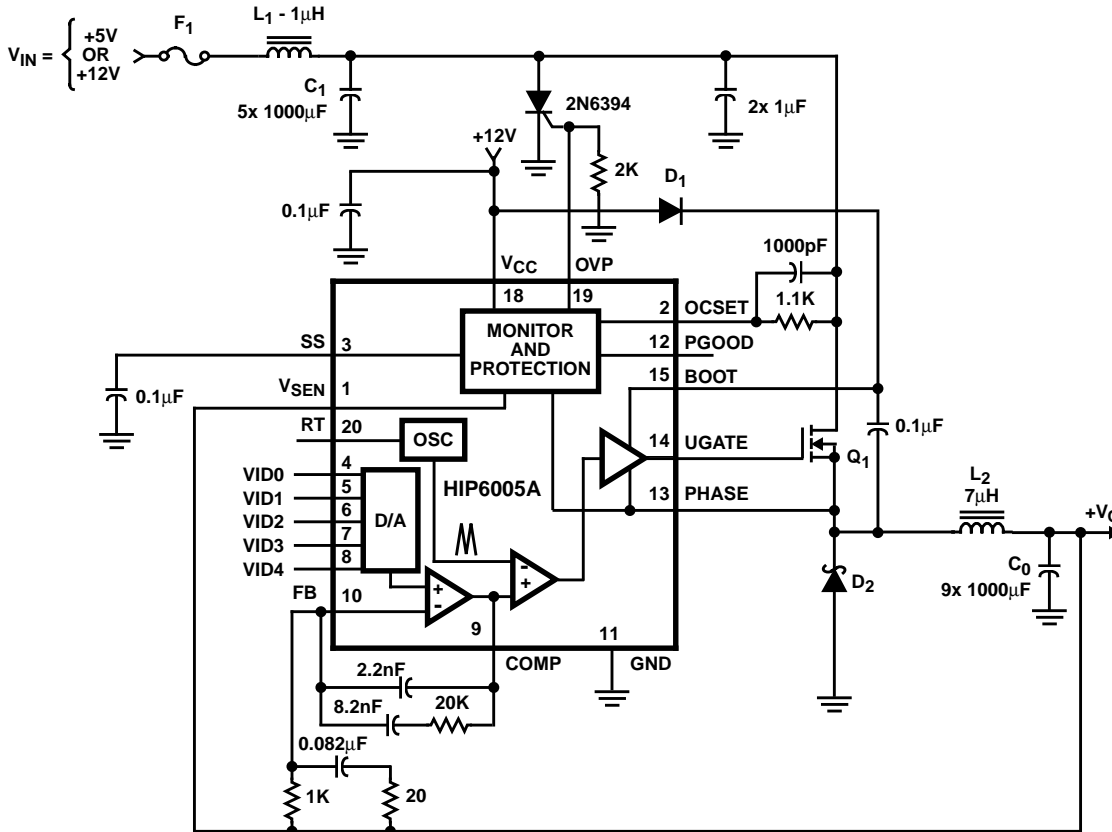 F1
L1 - 1μH
VIN =
+5V
OR
+12V
C1
5x 1000μF
2N6394
2x 1μF
+12V
2K
D1
0.1μF
1000pF
VCC
OVP
18
19
1.1K
2
OCSET
MONITOR
AND
PROTECTION
12
PGOOD
SS
3
15
BOOT
0.1μF
VSEN
1
0.1μF
RT
20
OSC
14
UGATE
Q1
VID0
4
HIP6005A
L2
7μH
VID1
5
13
PHASE
VID2
6
D/A
+V
VID3
7
VID4
8
-
+
C0
9x 1000μF
D2
FB
10
+
-
9
11
COMP
GND
2.2nF
8.2nF
20K
0.082μF
1K
20